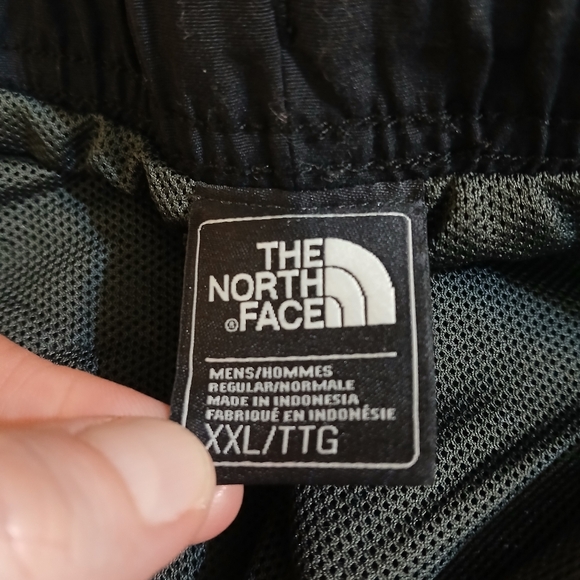 THE
NORTH
®FACE
MENS/HOMMES
REGULAR/NORMALE
MADE IN INDONESIA
FABRIQUÉ EN INDONÉSIE
XXL/TTG